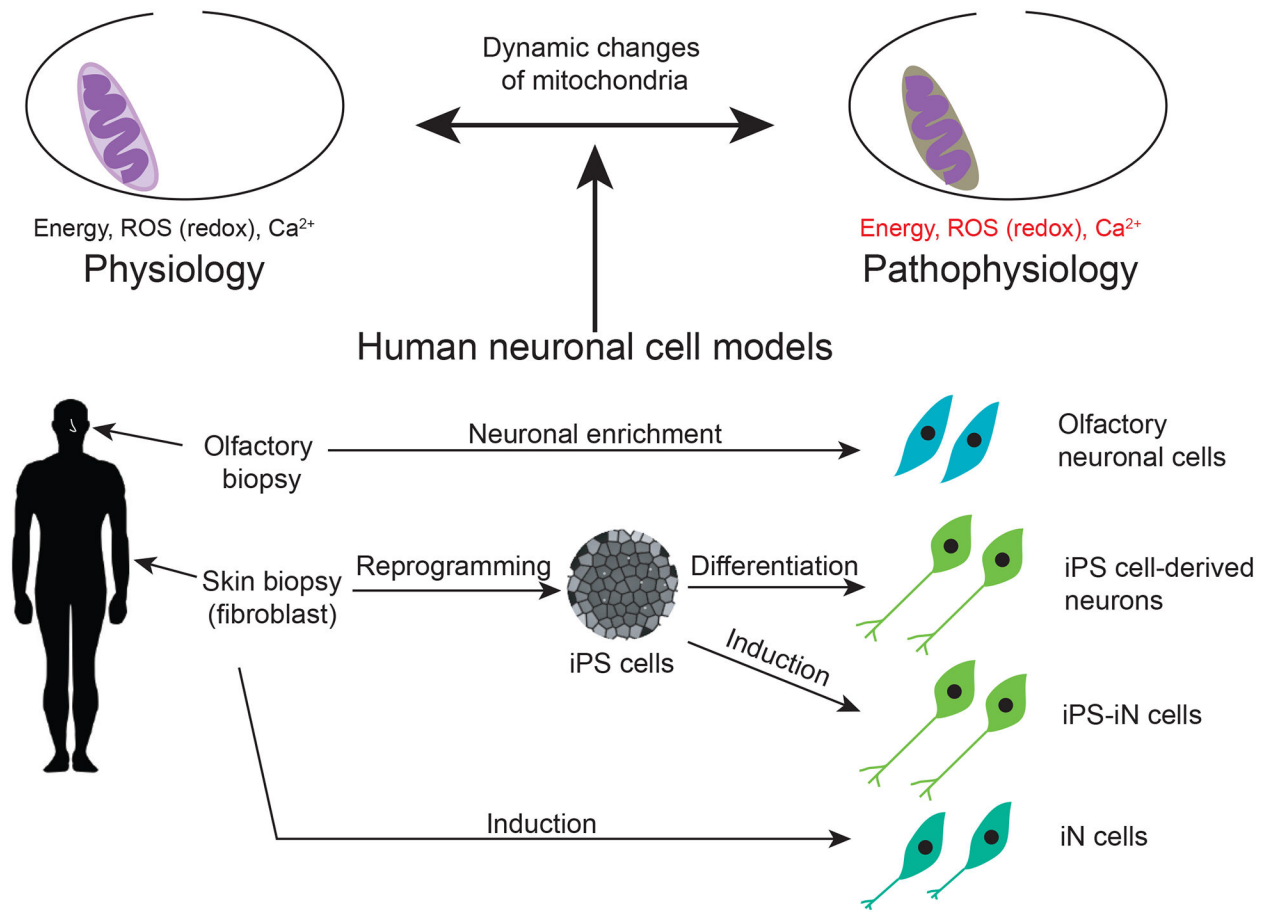 Dynamic changes
of mitochondria
Energy, ROS (redox), Ca²⁺
Physiology
Energy, ROS (redox), Ca²⁺
Pathophysiology
Human neuronal cell models
Olfactory
biopsy
Neuronal enrichment
Olfactory
neuronal cells
Skin biopsy
(fibroblast)
Reprogramming
iPS cells
Differentiation
iPS cell-derived
neurons
Induction
iPS-iN cells
Induction
iN cells